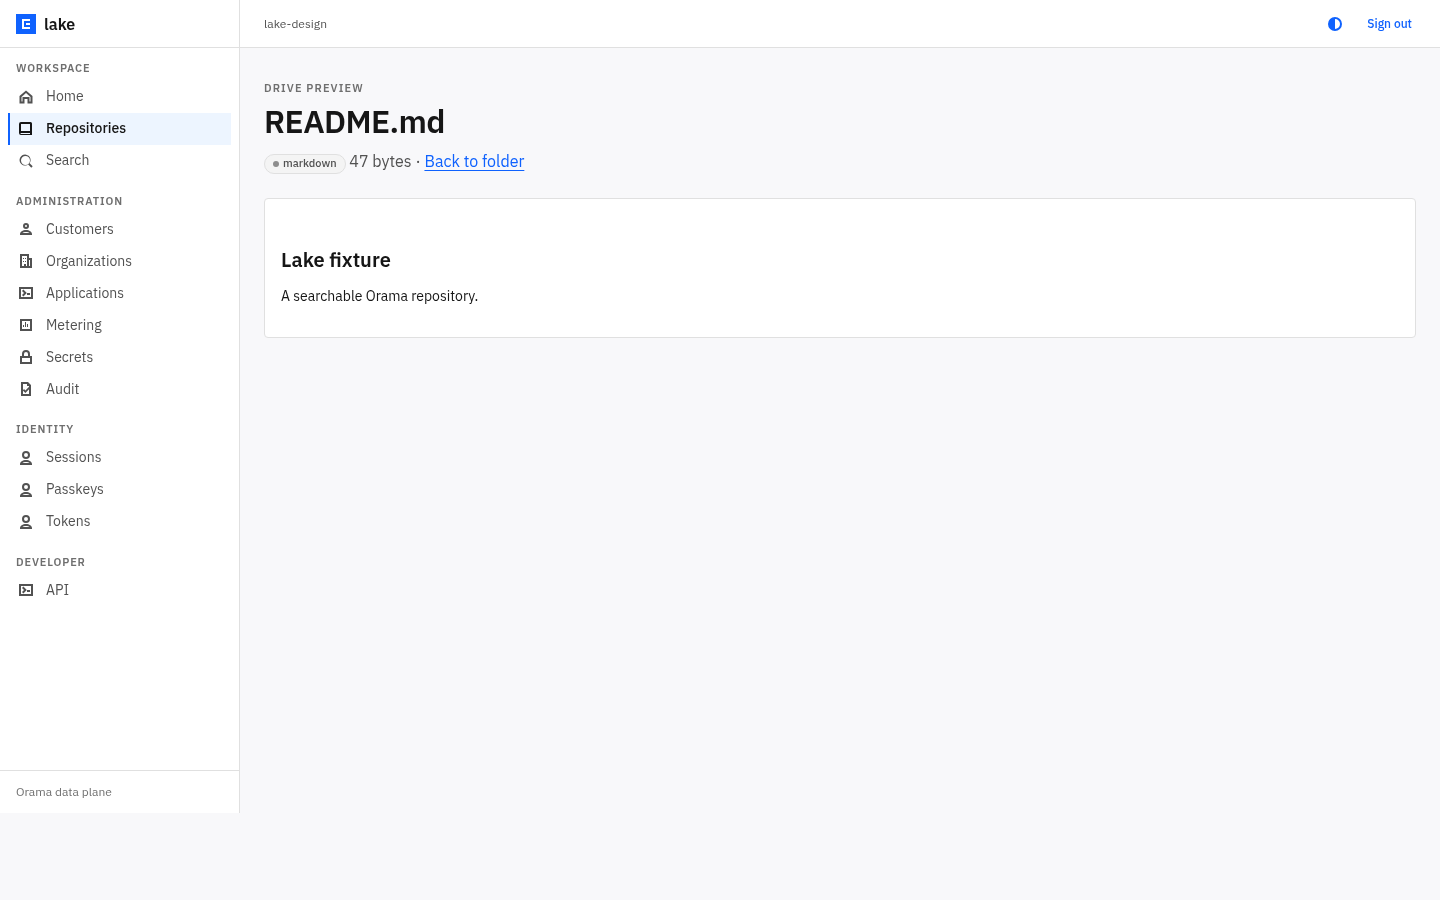 lake
lake-design
Sign out
WORKSPACE
Home
Repositories
Search
ADMINISTRATION
Customers
Organizations
Applications
Metering
Secrets
Audit
IDENTITY
Sessions
Passkeys
Tokens
DEVELOPER
API
Orama data plane
DRIVE PREVIEW
README.md
markdown 47 bytes · Back to folder
Lake fixture
A searchable Orama repository.